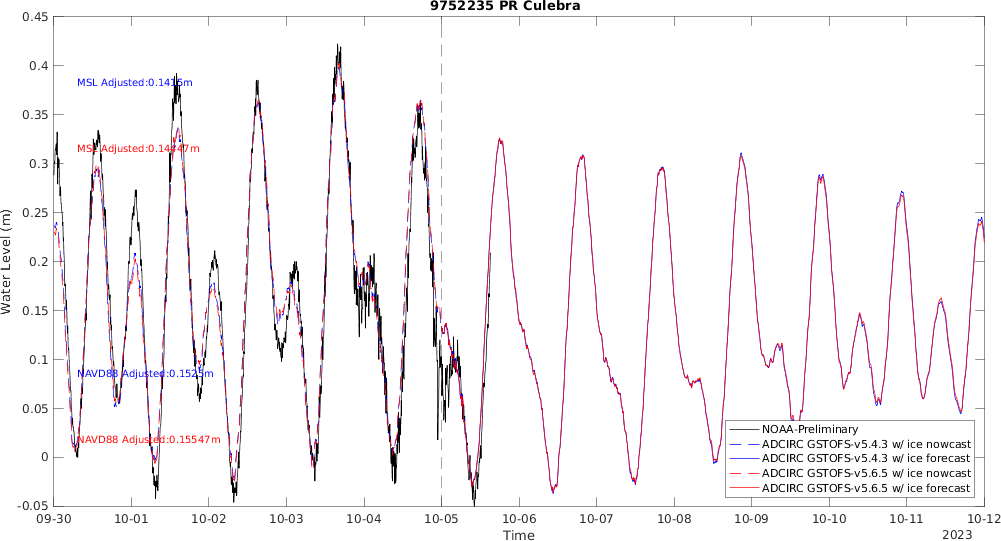 9752235 PR Culebra
0.45
0.4
0.35
0.3
0.25
0.2
0.15
0.1
0.05
0
-0.05
Water Level (m)
MSL Adjusted:0.1415m
MSL Adjusted:0.14447m
NAVD88 Adjusted:0.1525m
NAVD88 Adjusted:0.15547m
NOAA-Preliminary
ADCIRC GSTOFS-v5.4.3 w/ ice nowcast
ADCIRC GSTOFS-v5.4.3 w/ ice forecast
ADCIRC GSTOFS-v5.6.5 w/ ice nowcast
ADCIRC GSTOFS-v5.6.5 w/ ice forecast
09-30 10-01 10-02 10-03 10-04 10-05 10-06 10-07 10-08 10-09 10-10 10-11 10-12
Time
2023